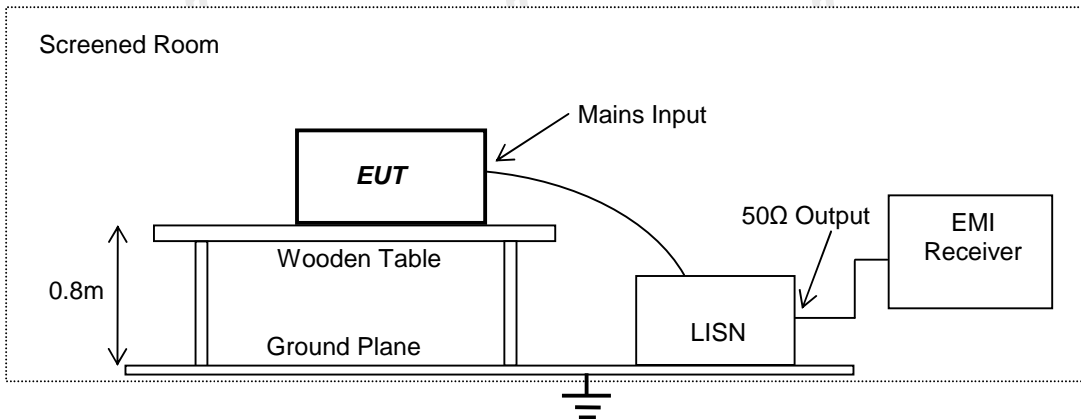 Screened Room
Mains Input
EUT
50Ω Output
EMI
Receiver
Wooden Table
0.8m
LISN
Ground Plane